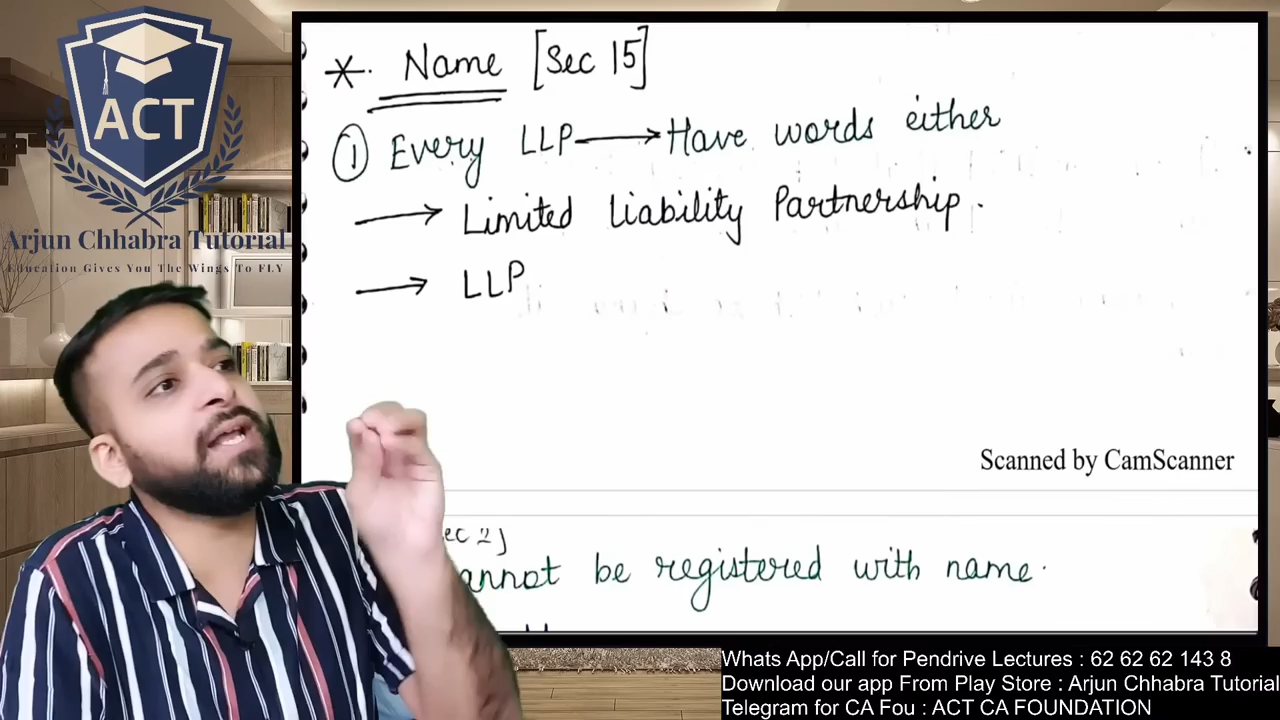 ACT
Arjun Chhabra Tutorial
Education Gives You The Wings To FLY
Name [Sec 15]
① Every LLP → Have words either
→ Limited Liability Partnership.
→ LLP
Scanned by CamScanner
ec 2]
annot be registered with name.
Whats App/Call for Pendrive Lectures : 62 62 62 143 8
Download our app From Play Store : Arjun Chhabra Tutorial
Telegram for CA Fou : ACT CA FOUNDATION